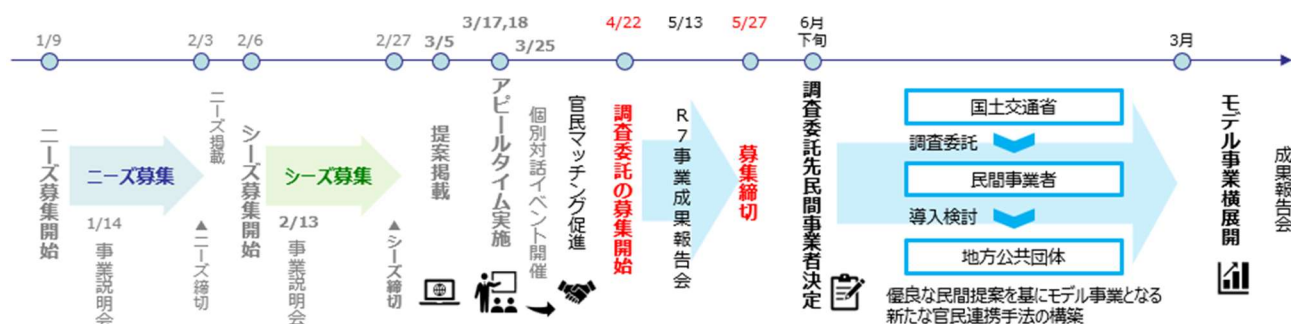 1/9
2/3
2/6
2/27
3/5
3/17,18
3/25
4/22
5/13
5/27
6月
下旬
3月
ニーズ募集開始
ニーズ募集
1/14
事業説明会
ニーズ掲載
▲ニーズ締切
シーズ募集開始
シーズ募集
2/13
事業説明会
▲シーズ締切
提案掲載
アピールタイム実施
個別対話イベント開催
官民マッチング促進
調査委託の募集開始
R7事業成果報告会
募集締切
調査委託先民間事業者決定
国土交通省
調査委託
民間事業者
導入検討
地方公共団体
優良な民間提案を基にモデル事業となる
新たな官民連携手法の構築
モデル事業横展開
成果報告会